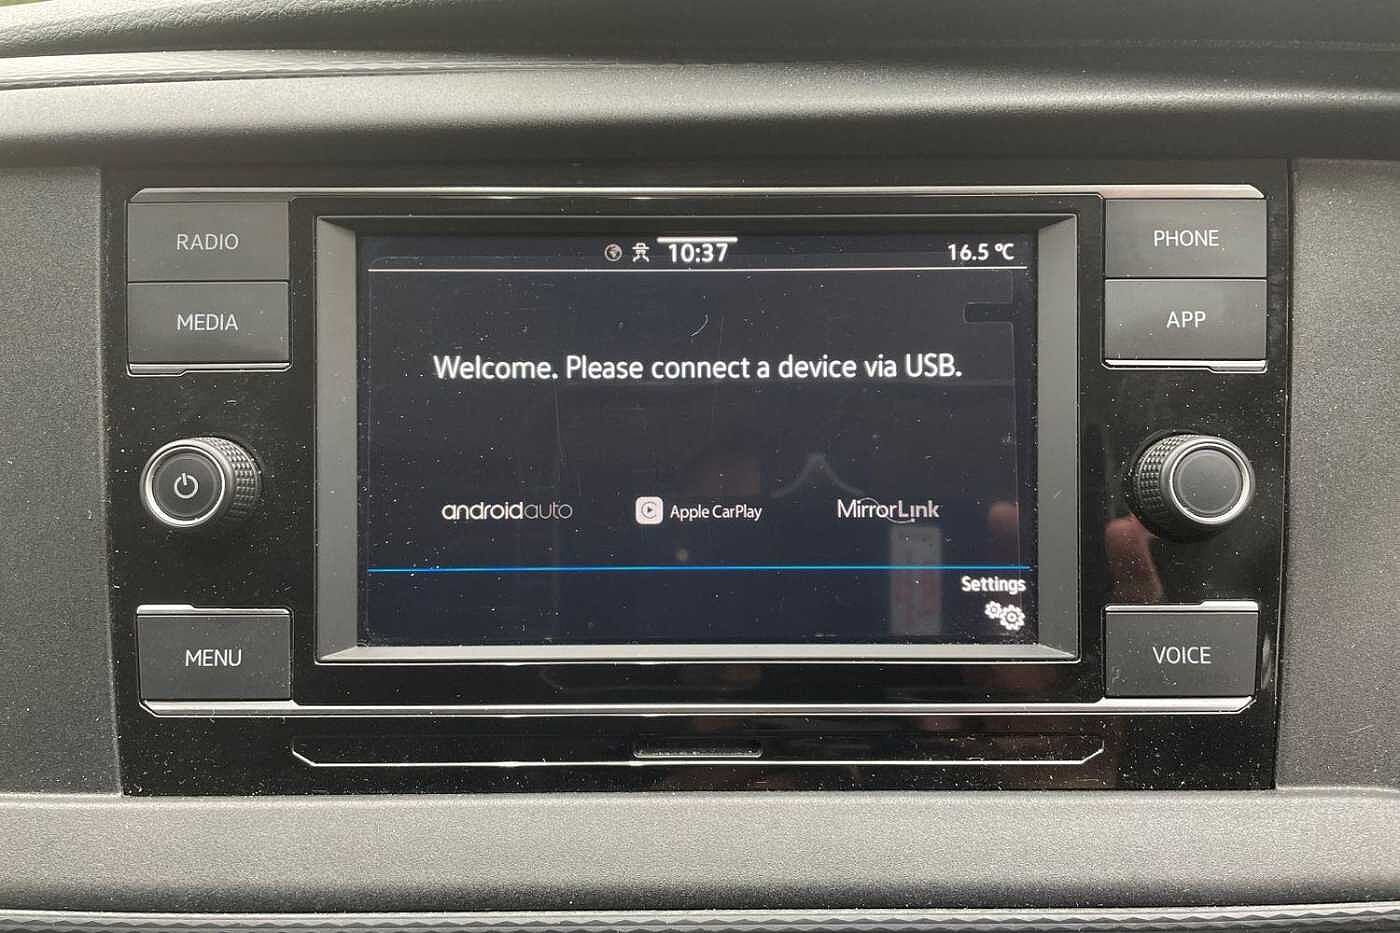 RADIO
MEDIA
MENU
10:37
16.5 °C
Welcome. Please connect a device via USB.
androidauto
Apple CarPlay
MirrorLink
Settings
PHONE
APP
VOICE